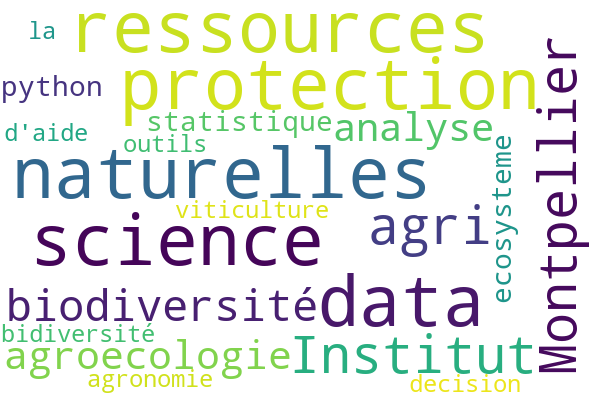 la
ressources
python
protection
d'aide
statistique
analyse
outils
naturelles
ecosysteme
Montpellier
viticulture
science
agri
biodiversité
data
bidiversité
agroecologie
Institut
agronomie
decision